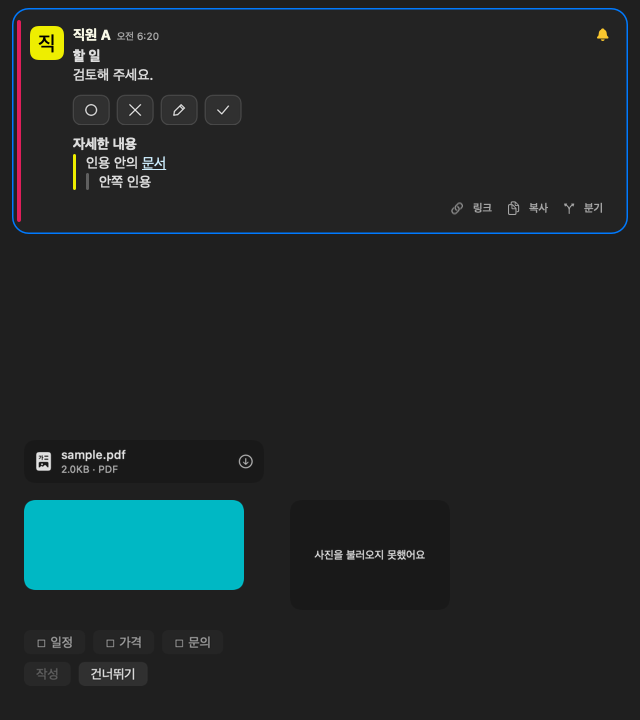 직
직원 A 오전 6:20
할 일
검토해 주세요.
자세한 내용
인용 안의 문서
안쪽 인용
링크 복사 분기
sample.pdf
2.0KB · PDF
사진을 불러오지 못했어요
일정 가격 문의
작성 건너뛰기